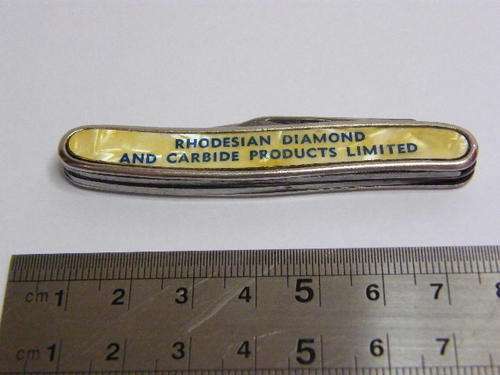 RHODESIAN DIAMOND
AND CARBIDE PRODUCTS LIMITED
cm 1 2 3 4 5 6 7 8
cm 1 2 3 4 5 6 7